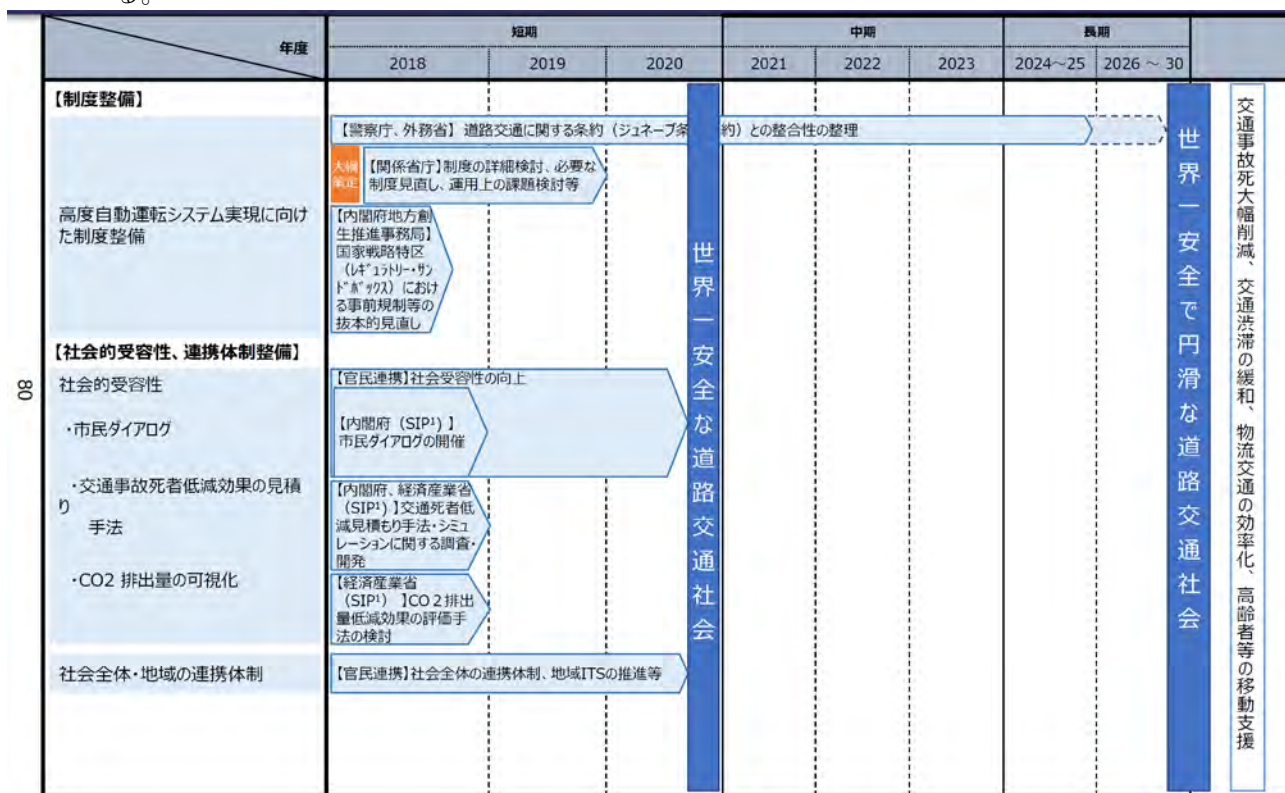 る。
年度
短期
中期
長期
2018
2019
2020
2021
2022
2023
2024～25
2026 ～ 30
【制度整備】
高度自動運転システム実現に向け
た制度整備
【警察庁、外務省】道路交通に関する条約（ジュネーブ条
約）との整合性の整理
大綱
策定
【関係省庁】制度の詳細検討、必要な
制度見直し、運用上の課題検討等
【内閣府地方創
生推進事務局】
国家戦略特区
（ﾚｷﾞｭﾗﾄﾘｰ・ｻﾝ
ﾄﾞﾎﾞｯｸｽ）におけ
る事前規制等の
抜本的見直し
【社会的受容性、連携体制整備】
社会的受容性
・市民ダイアログ
・交通事故死者低減効果の見積
り
手法
・CO2 排出量の可視化
【官民連携】社会受容性の向上
【内閣府（SIP¹）】
市民ダイアログの開催
【内閣府、経済産業省
（SIP¹）】交通死者低
減見積もり手法・シミュ
レーションに関する調査・
開発
【経済産業省
（SIP¹） 】CO 2 排出
量低減効果の評価手
法の検討
社会全体・地域の連携体制
【官民連携】社会全体の連携体制、地域ITSの推進等
世界一安全な道路交通社会
世界一安全で円滑な道路交通社会
交通事故死大幅削減、交通渋滞の緩和、物流交通の効率化、高齢者等の移動支援
80